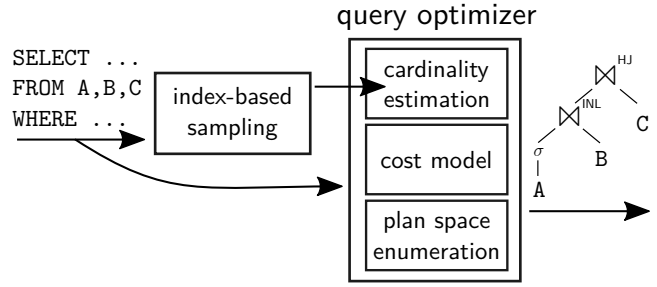 query optimizer
SELECT ...
FROM A,B,C
WHERE ...
index-based
sampling
cardinality
estimation
cost model
plan space
enumeration
⋈HJ
⋈INL
C
σ
B
A